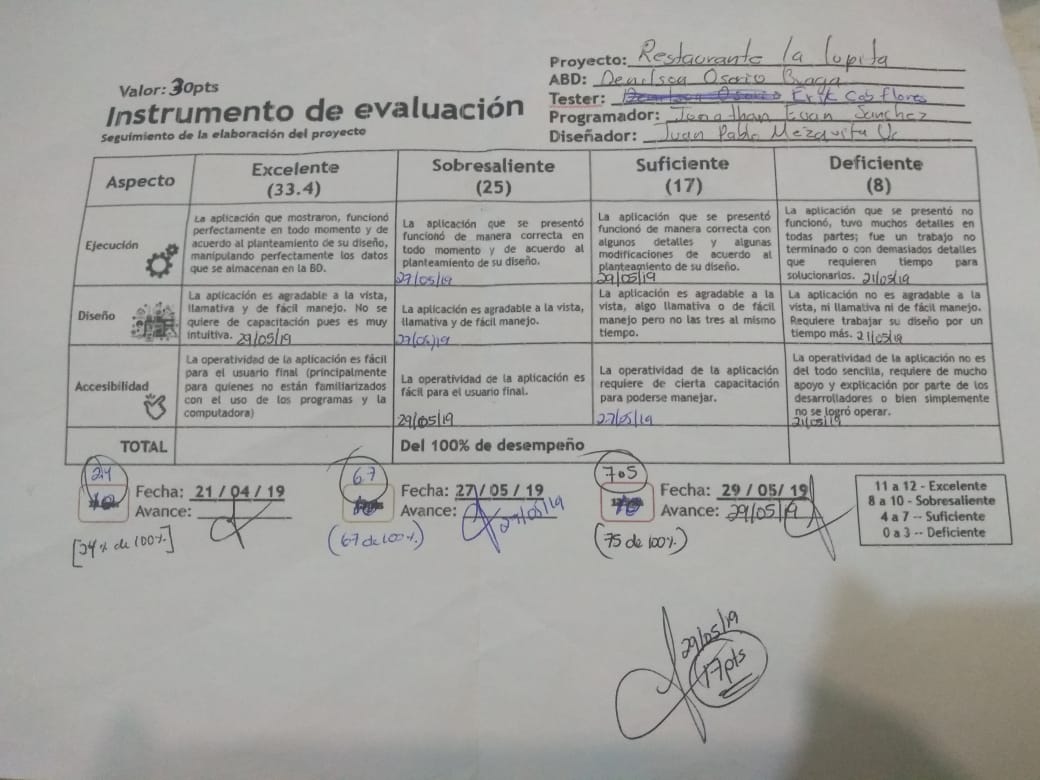 Valor: 30pts
Instrumento de evaluación
Seguimiento de la elaboración del proyecto
Proyecto: Restaurante la lupita
ABD: Denilson Osorio Braga
Tester: Denilson Osorio Erik Cob flores
Programador: Jonathan Euan Sanchez
Diseñador: Juan Pablo Mezquita Uc
Aspecto
Excelente
(33.4)
Sobresaliente
(25)
Suficiente
(17)
Deficiente
(8)
Ejecución
La aplicación que mostraron, funcionó
perfectamente en todo momento y de
acuerdo al planteamiento de su diseño,
manipulando perfectamente los datos
que se almacenan en la BD.
La aplicación que se presentó
funcionó de manera correcta en
todo momento y de acuerdo al
planteamiento de su diseño.
27/05/19
La aplicación que se presentó
funcionó de manera correcta con
algunos detalles y algunas
modificaciones de acuerdo al
planteamiento de su diseño.
29/05/19
La aplicación que se presentó no
funcionó, tuvo muchos detalles en
todas partes; fue un trabajo no
terminado o con demasiados detalles
que requieren tiempo para
solucionarlos. 21/05/19
Diseño
La aplicación es agradable a la vista,
llamativa y de fácil manejo. No se
quiere de capacitación pues es muy
intuitiva. 29/05/19
La aplicación es agradable a la vista,
llamativa y de fácil manejo.
27/05/19
La aplicación es agradable a la
vista, algo llamativa o de fácil
manejo pero no las tres al mismo
tiempo.
La aplicación no es agradable a la
vista, ni llamativa ni de fácil manejo.
Requiere trabajar su diseño por un
tiempo más. 21/05/19
Accesibilidad
La operatividad de la aplicación es fácil
para el usuario final (principalmente
para quienes no están familiarizados
con el uso de los programas y la
computadora)
La operatividad de la aplicación es
fácil para el usuario final.
29/05/19
La operatividad de la aplicación
requiere de cierta capacitación
para poderse manejar.
27/05/19
La operatividad de la aplicación no es
del todo sencilla, requiere de mucho
apoyo y explicación por parte de los
desarrolladores o bien simplemente
no se logró operar.
21/05/19
TOTAL
Del 100% de desempeño
2.4
Fecha: 21 / 04 / 19
Avance:
[24% de 100%]
6.7
Fecha: 27 / 05 / 19
Avance: 27/05/19
(67 de 100%)
7.5
Fecha: 29 / 05/ 19
Avance: 29/05/19
(75 de 100%)
11 a 12 - Excelente
8 a 10 - Sobresaliente
4 a 7 -- Suficiente
0 a 3 -- Deficiente
29/05/19
17pts